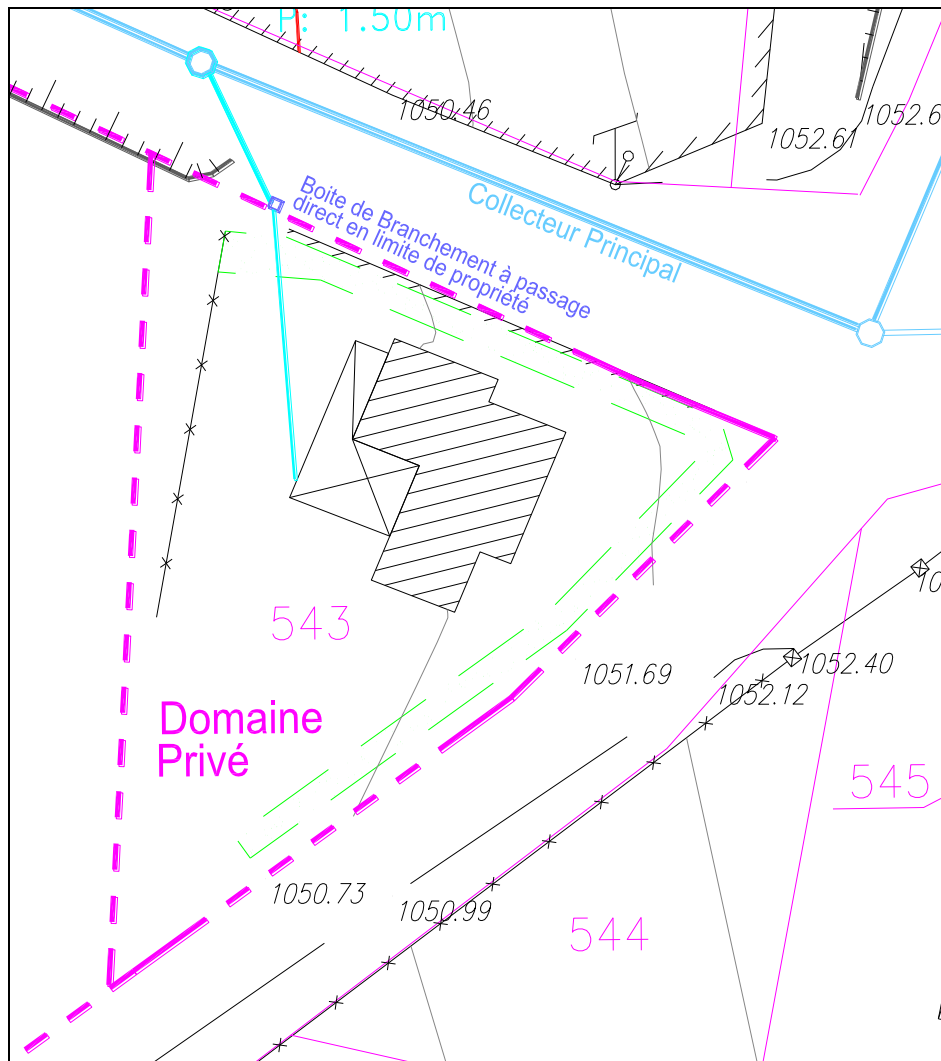 P: 1.50m
1050.46
1052.61
1052.6
Boite de Branchement à passage
direct en limite de propriété
Collecteur Principal
543
1051.69
1052.40
1052.12
10
Domaine
Privé
545
1050.73
1050.99
544